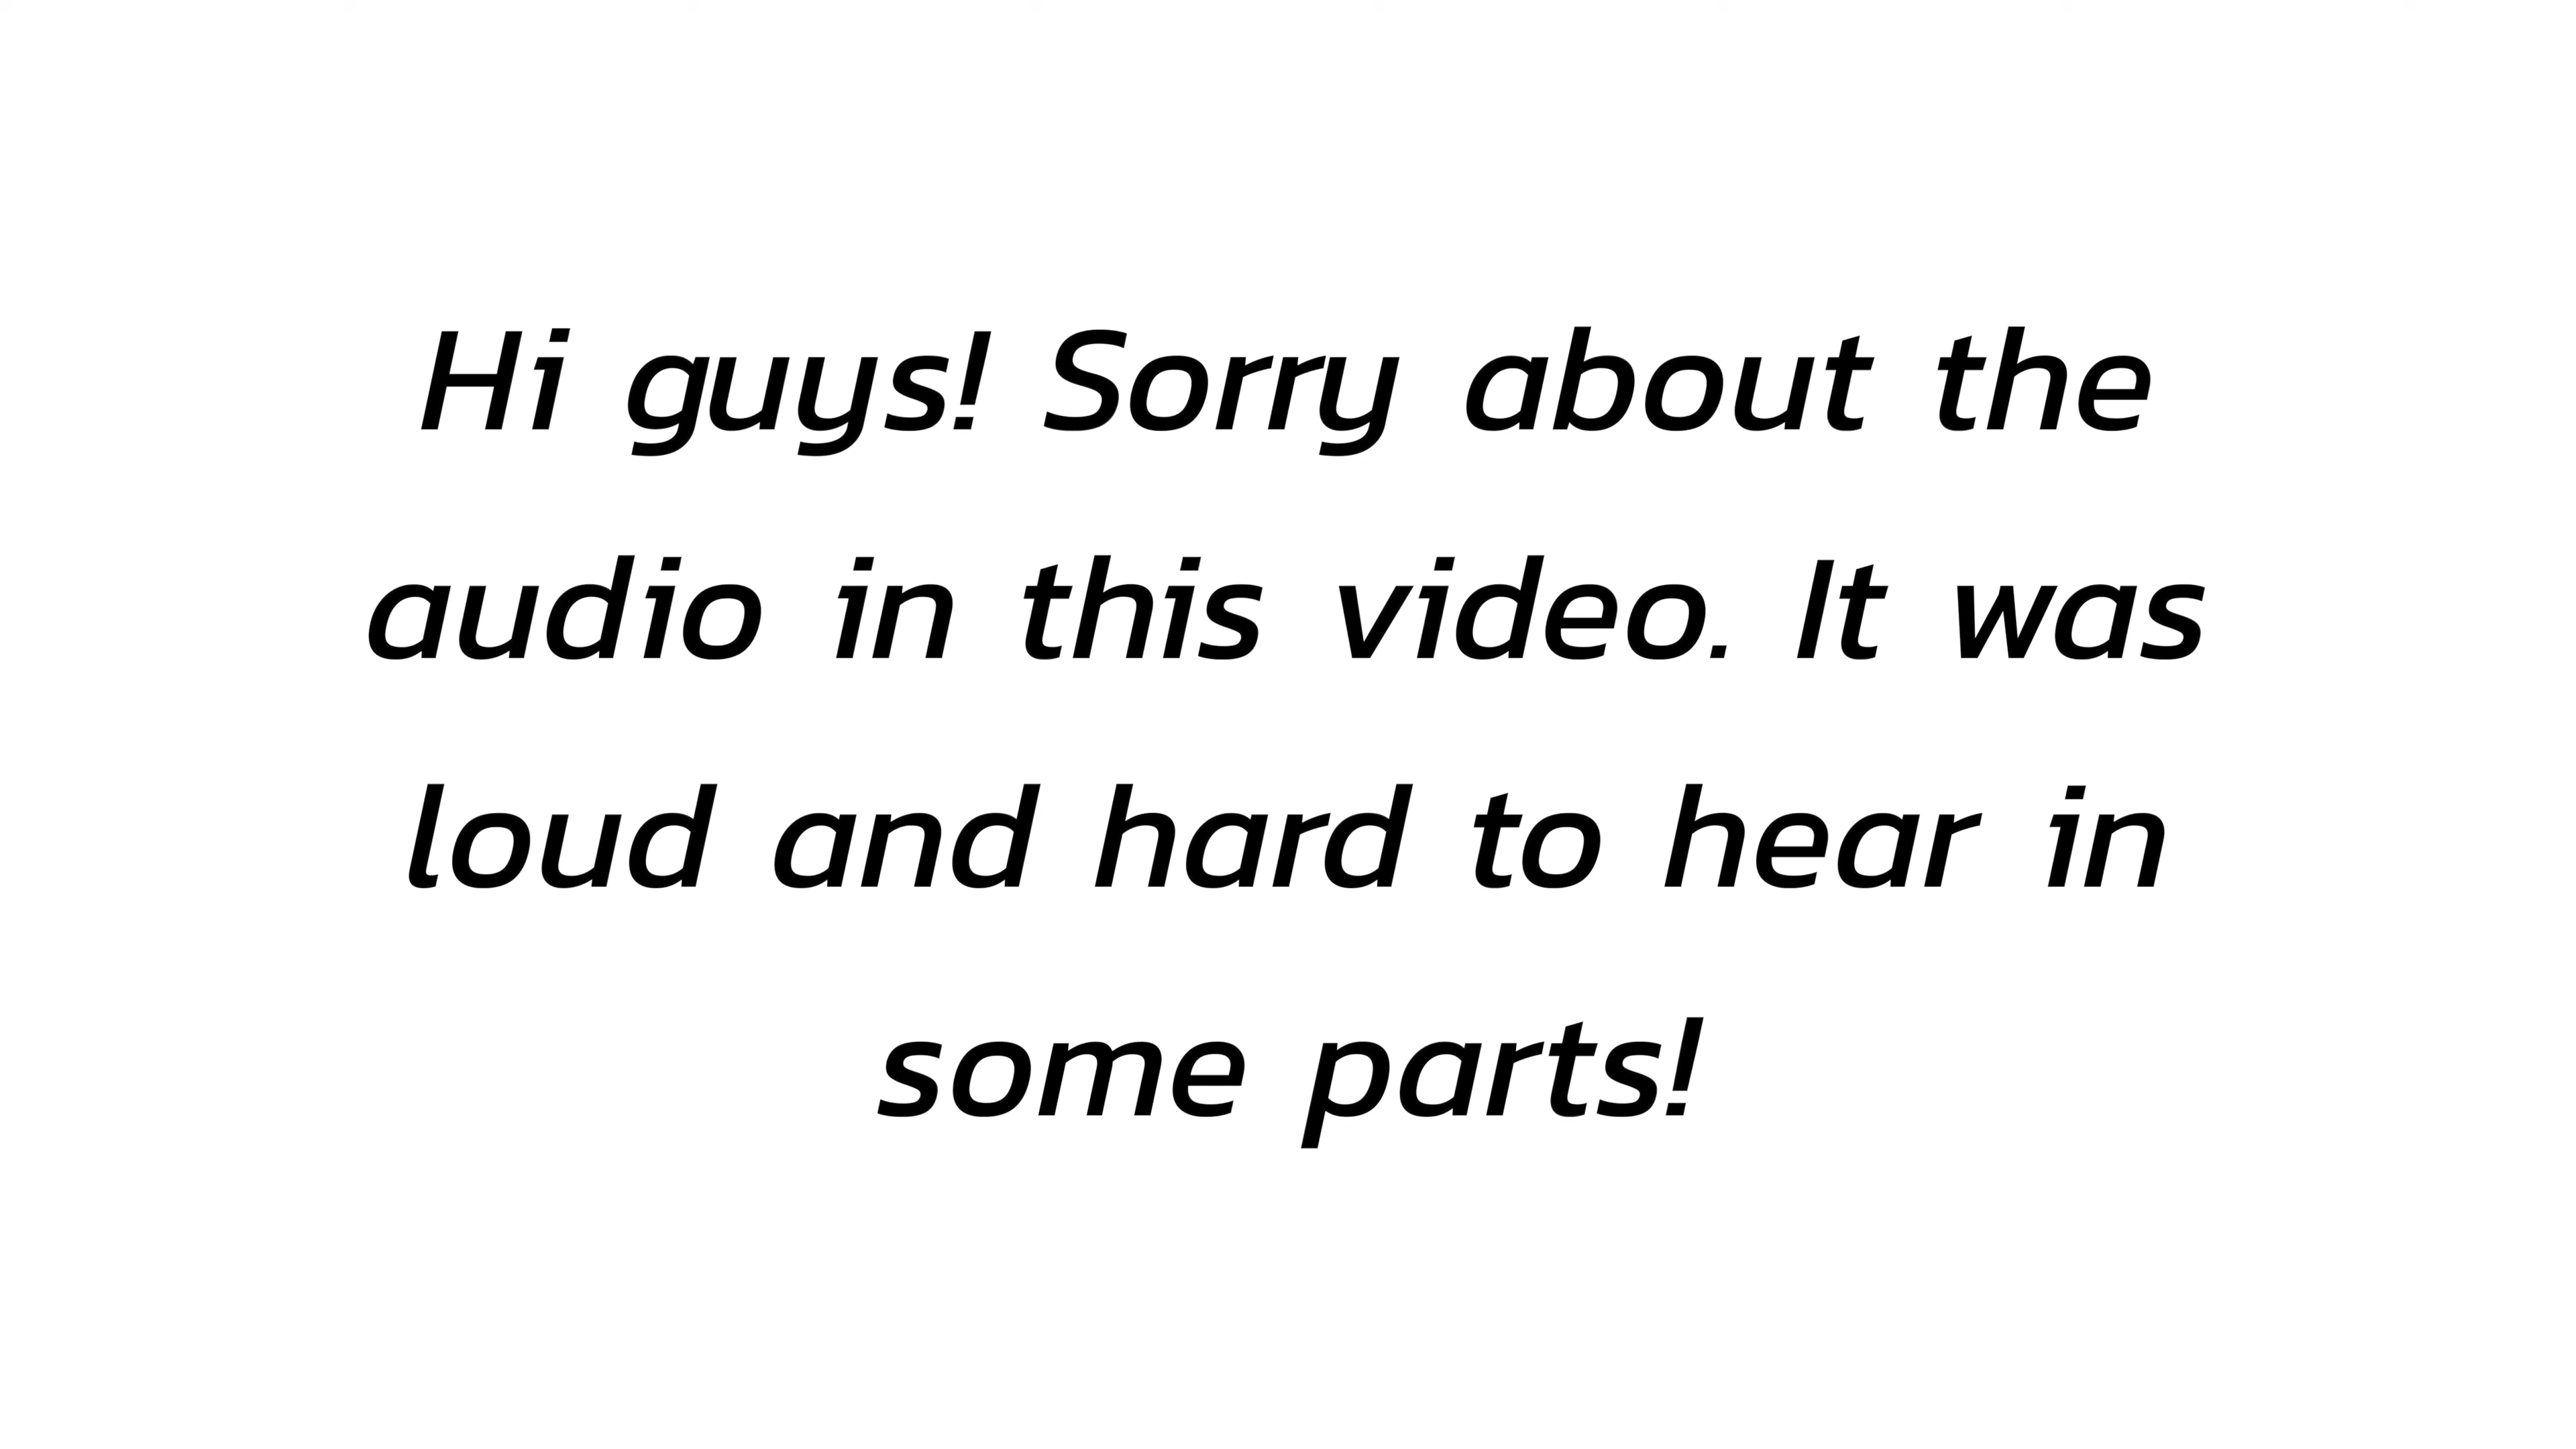 Hi guys! Sorry about the
audio in this video. It was
loud and hard to hear in
some parts!